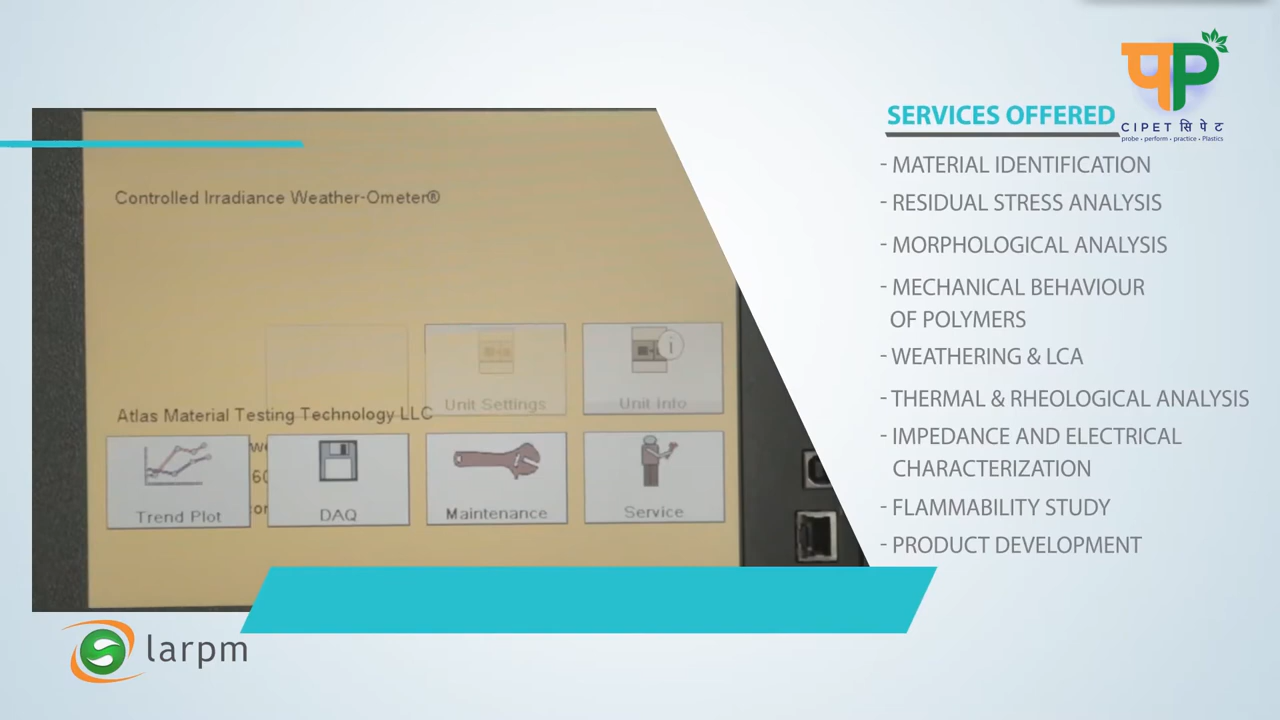 SERVICES OFFERED
CIPET सिपेट
probe • perform • practice • Plastics
- MATERIAL IDENTIFICATION
- RESIDUAL STRESS ANALYSIS
- MORPHOLOGICAL ANALYSIS
- MECHANICAL BEHAVIOUR
OF POLYMERS
- WEATHERING & LCA
- THERMAL & RHEOLOGICAL ANALYSIS
- IMPEDANCE AND ELECTRICAL
CHARACTERIZATION
- FLAMMABILITY STUDY
- PRODUCT DEVELOPMENT
Controlled Irradiance Weather-Ometer®
Unit Settings
Unit Info
Atlas Material Testing Technology LLC
Trend Plot
DAQ
Maintenance
Service
larpm